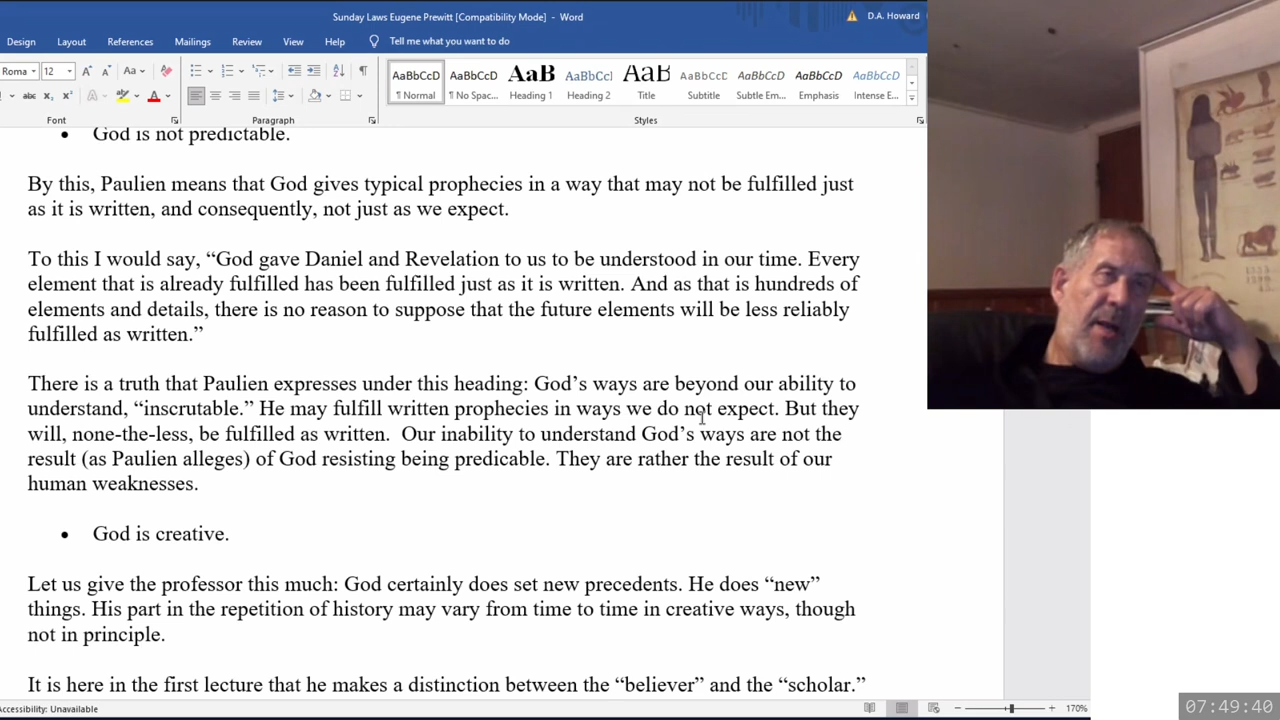 Sunday Laws Eugene Prewitt [Compatibility Mode] - Word
D.A. Howard
Design Layout References Mailings Review View Help Tell me what you want to do
Roma 12 A A Aa
AaBbCcD AaBbCcD AaB AaBbCc AaB AaBbCcD AaBbCcD AaBbCcD AaBbCcD
¶ Normal ¶ No Spac... Heading 1 Heading 2 Title Subtitle Subtle Em... Emphasis Intense E...
Font Paragraph Styles
• God is not predictable.
By this, Paulien means that God gives typical prophecies in a way that may not be fulfilled just
as it is written, and consequently, not just as we expect.
To this I would say, “God gave Daniel and Revelation to us to be understood in our time. Every
element that is already fulfilled has been fulfilled just as it is written. And as that is hundreds of
elements and details, there is no reason to suppose that the future elements will be less reliably
fulfilled as written.”
There is a truth that Paulien expresses under this heading: God’s ways are beyond our ability to
understand, “inscrutable.” He may fulfill written prophecies in ways we do not expect. But they
will, none-the-less, be fulfilled as written. Our inability to understand God’s ways are not the
result (as Paulien alleges) of God resisting being predicable. They are rather the result of our
human weaknesses.
• God is creative.
Let us give the professor this much: God certainly does set new precedents. He does “new”
things. His part in the repetition of history may vary from time to time in creative ways, though
not in principle.
It is here in the first lecture that he makes a distinction between the “believer” and the “scholar.”
Accessibility: Unavailable
170%
07:49:40